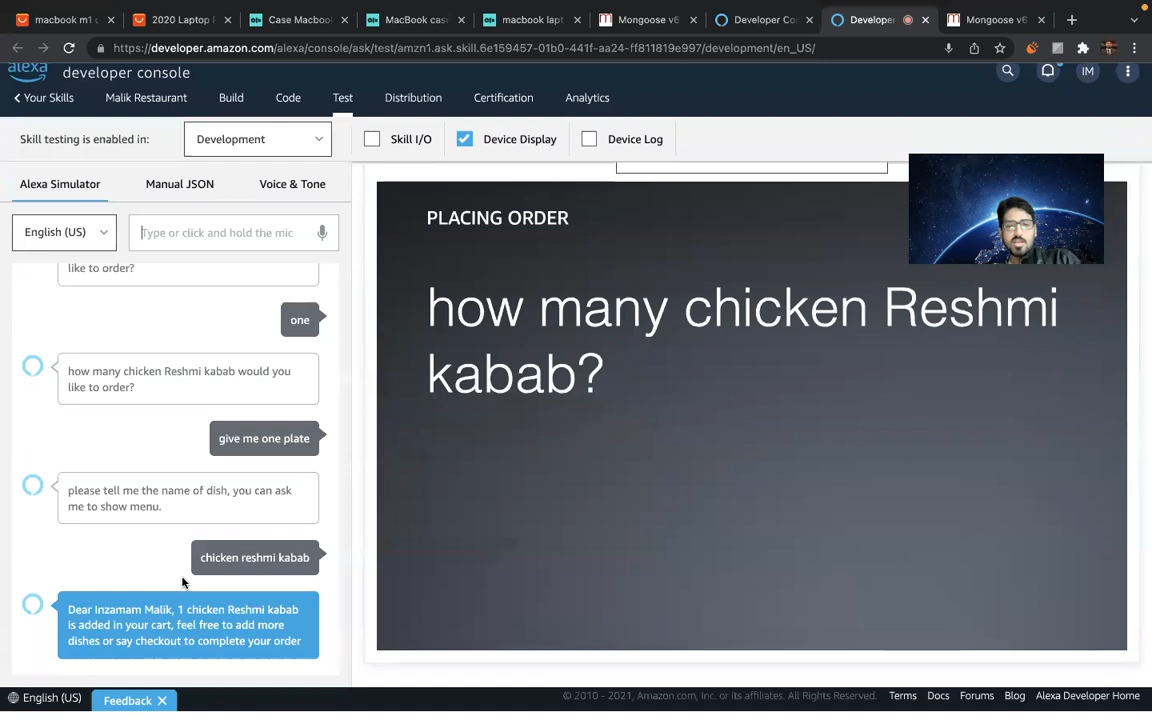 macbook m1 c
2020 Laptop F
Case Macboo
MacBook case
macbook lapt
Mongoose v6
Developer Co
Developer
Mongoose v6.
https://developer.amazon.com/alexa/console/ask/test/amzn1.ask.skill.6e159457-01b0-441f-aa24-ff811819e997/development/en_US/
alexa
developer console
IM
Your Skills
Malik Restaurant
Build
Code
Test
Distribution
Certification
Analytics
Skill testing is enabled in:
Development
Skill I/O
Device Display
Device Log
Alexa Simulator
Manual JSON
Voice & Tone
English (US)
Type or click and hold the mic
like to order?
one
how many chicken Reshmi kabab would you
like to order?
give me one plate
please tell me the name of dish, you can ask
me to show menu.
chicken reshmi kabab
Dear Inzamam Malik, 1 chicken Reshmi kabab
is added in your cart, feel free to add more
dishes or say checkout to complete your order
PLACING ORDER
how many chicken Reshmi
kabab?
English (US)
Feedback
© 2010 - 2021, Amazon.com, Inc. or its affiliates. All Rights Reserved.
Terms
Docs
Forums
Blog
Alexa Developer Home